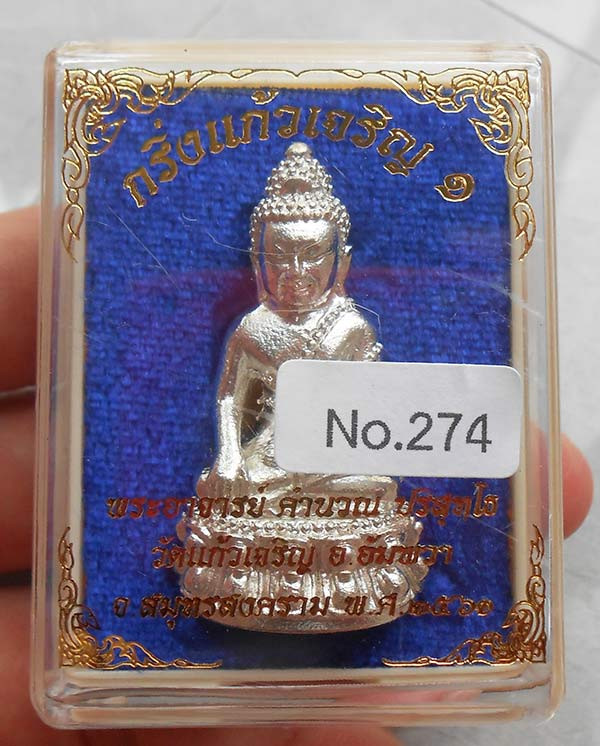 กริ่งแก้วเจริญ ๑
No.274
พระอาจารย์ คำนวณ ปริสุทโธ
วัดแก้วเจริญ อ.อัมพวา
จ สมุทรสงคราม พ.ศ.๒๕๖๑